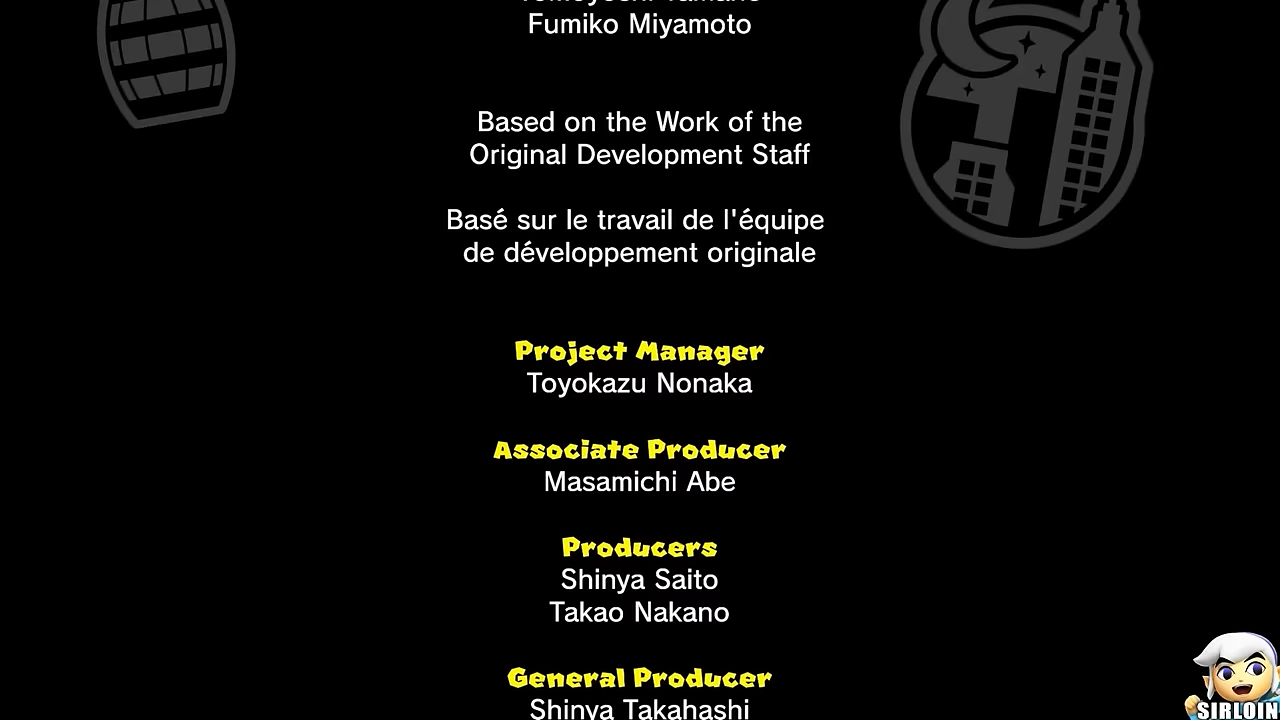 Fumiko Miyamoto
Based on the Work of the
Original Development Staff
Basé sur le travail de l'équipe
de développement originale
Project Manager
Toyokazu Nonaka
Associate Producer
Masamichi Abe
Producers
Shinya Saito
Takao Nakano
General Producer
Shinya Takahashi
SIRLOIN